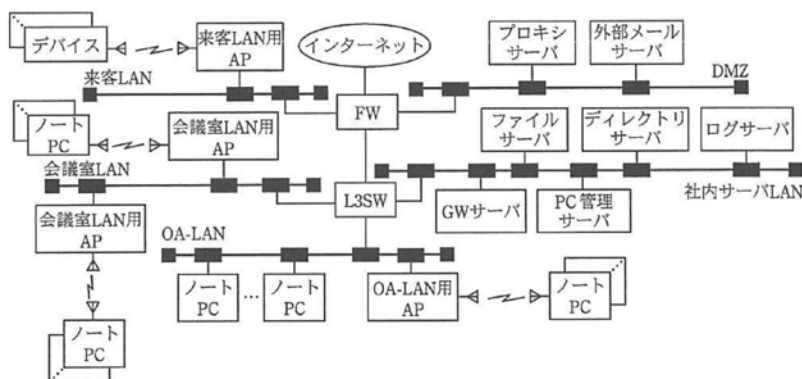 デバイス
来客LAN用
AP
インターネット
プロキシ
サーバ
外部メール
サーバ
来客LAN
DMZ
FW
ノート
PC
会議室LAN用
AP
ファイル
サーバ
ディレクトリ
サーバ
ログサーバ
会議室LAN
L3SW
GWサーバ
PC管理
サーバ
社内サーバLAN
会議室LAN用
AP
OA-LAN
ノート
PC
…
ノート
PC
OA-LAN用
AP
ノート
PC
ノート
PC